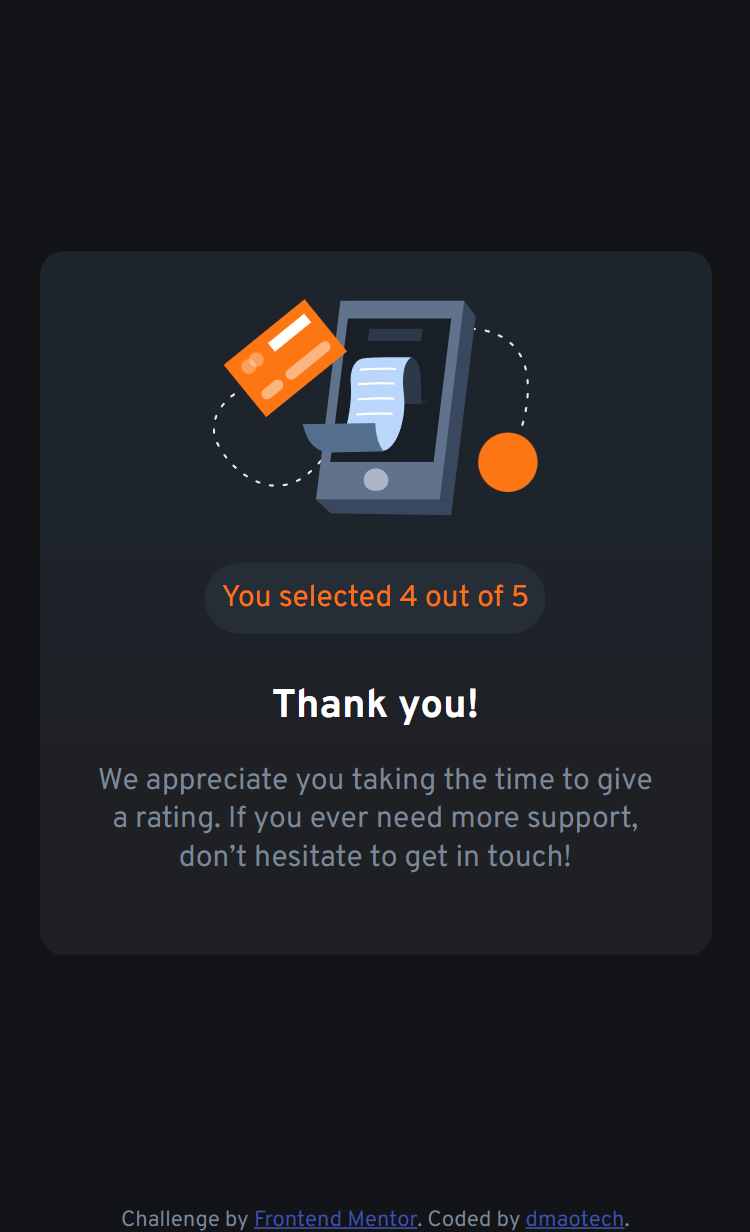 You selected 4 out of 5
Thank you!
We appreciate you taking the time to give
a rating. If you ever need more support,
don’t hesitate to get in touch!
Challenge by Frontend Mentor. Coded by dmaotech.